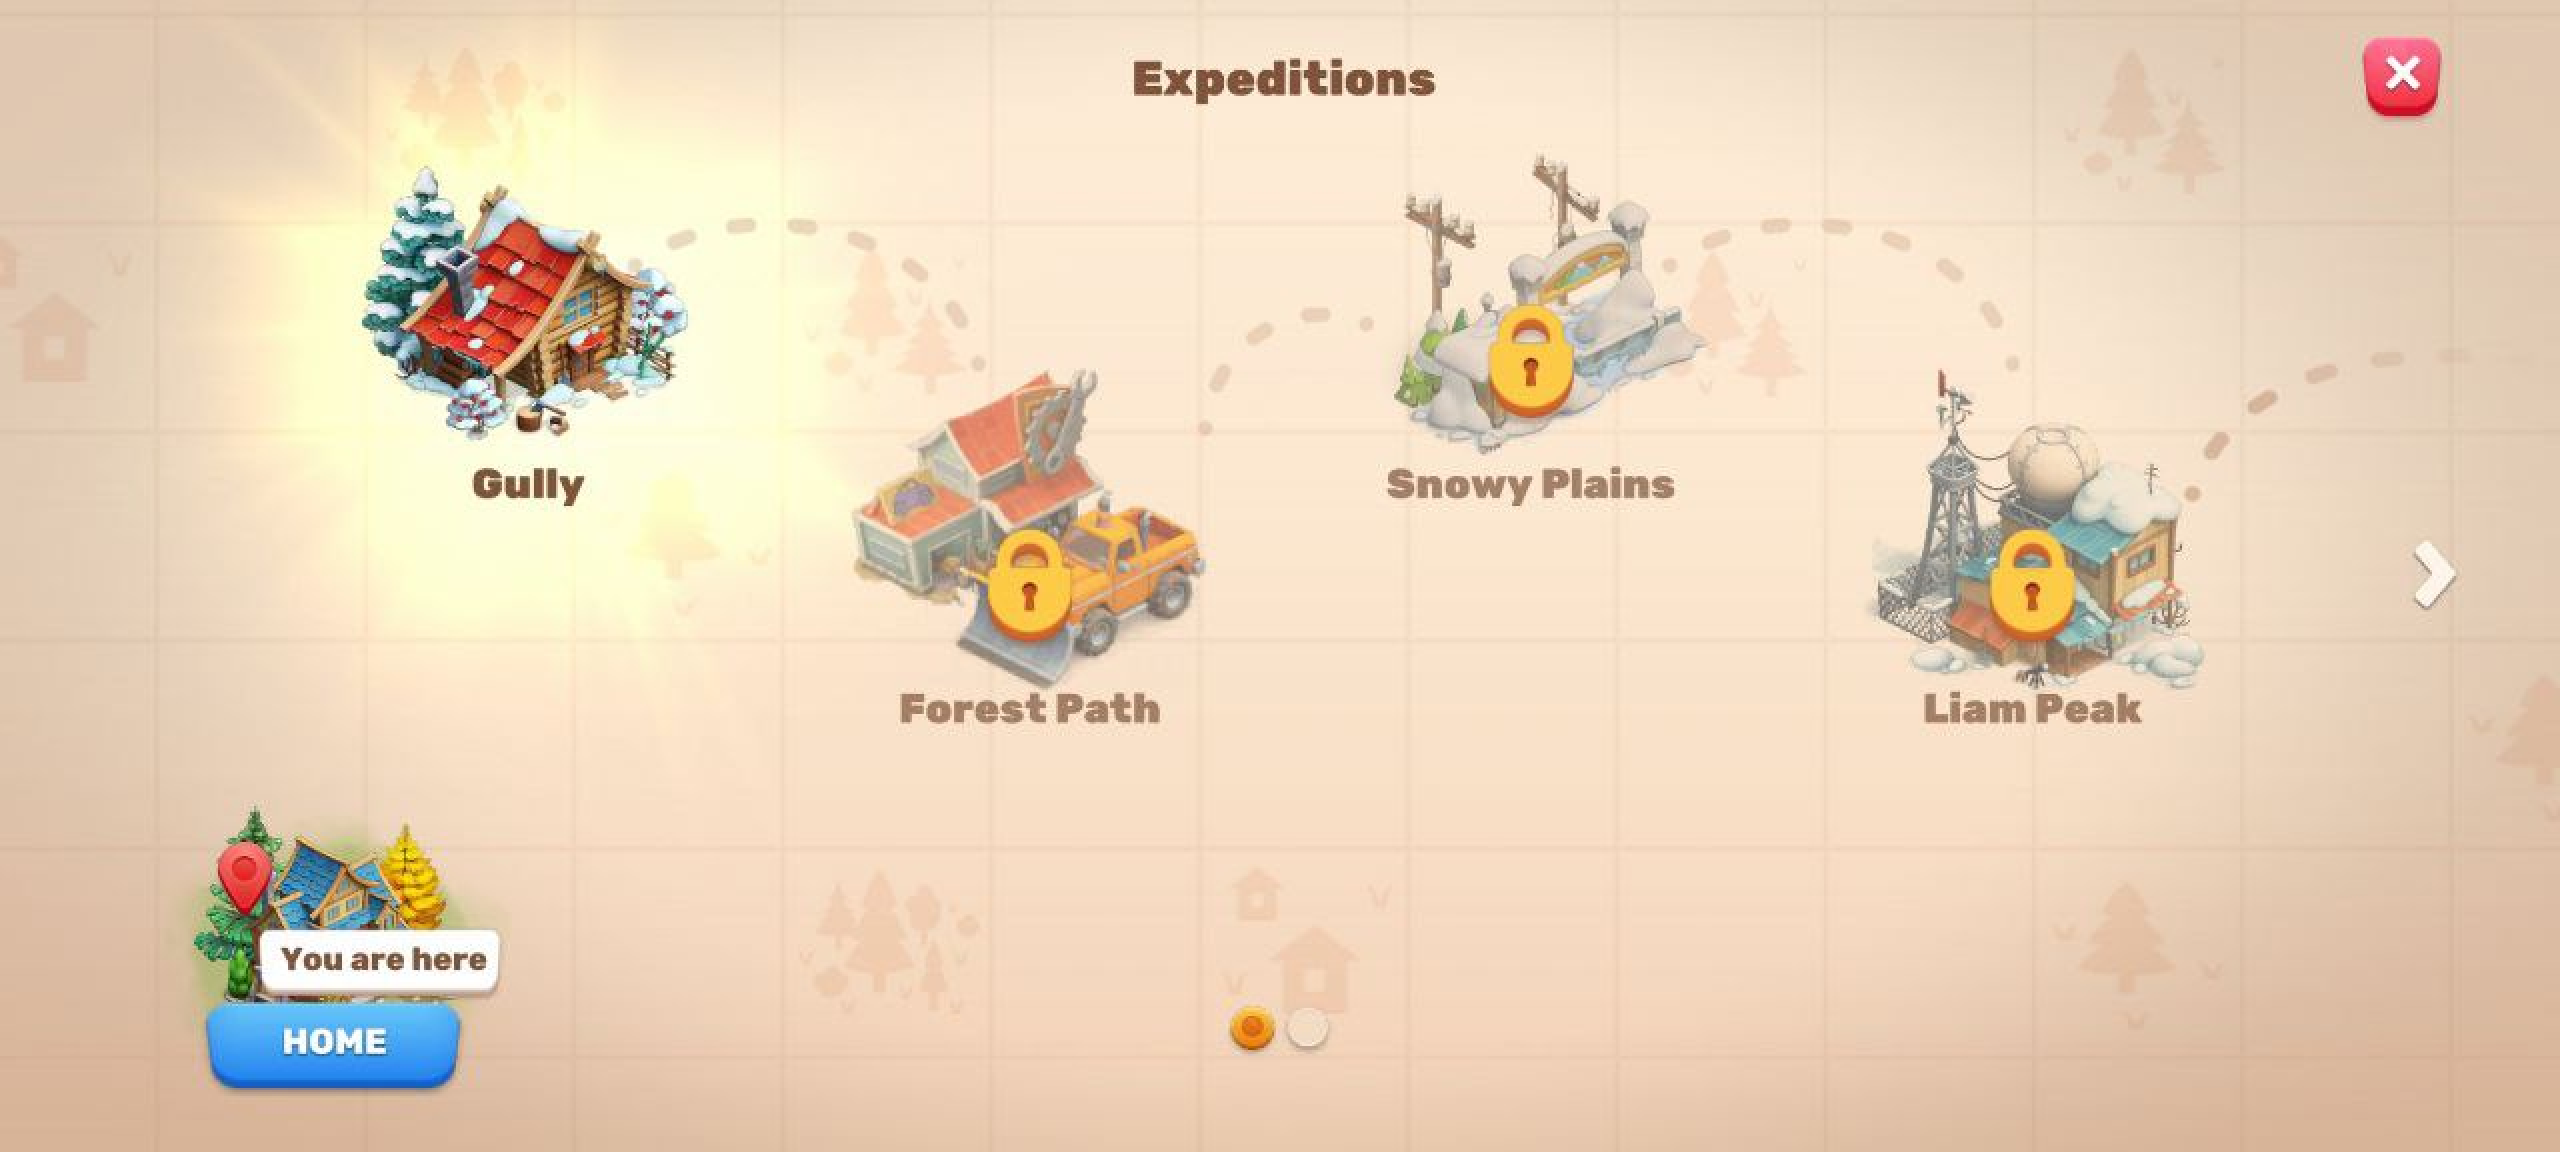 Expeditions
Gully
Snowy Plains
Forest Path
Liam Peak
You are here
HOME